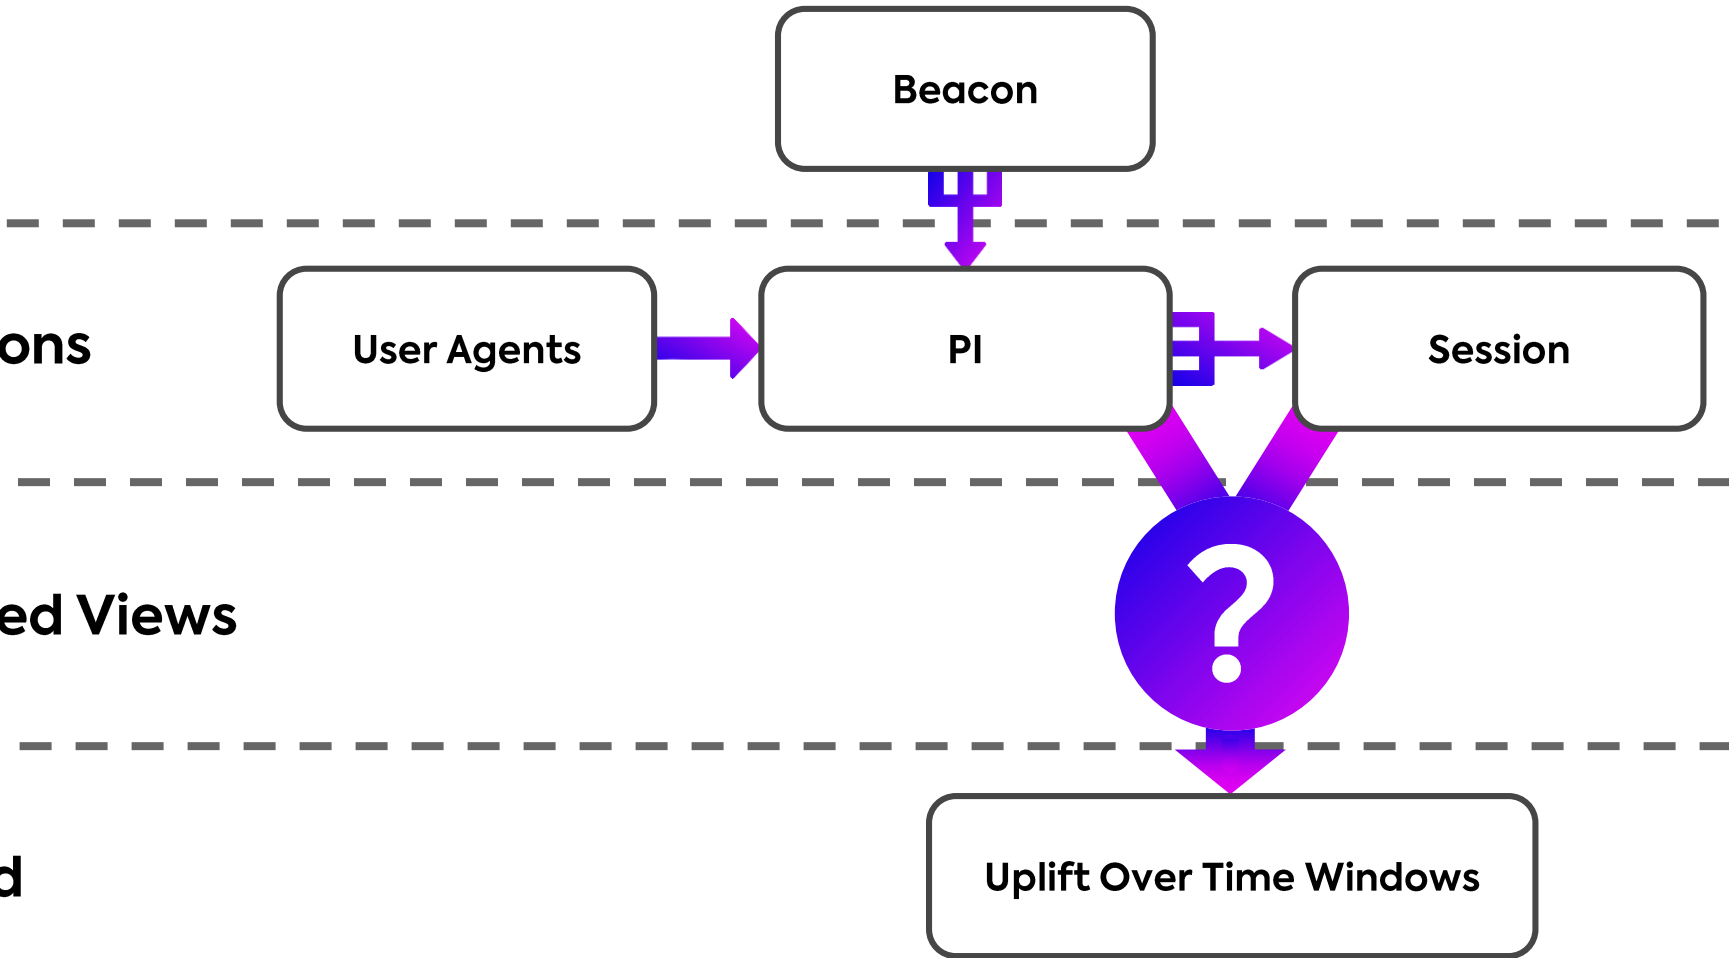 Beacon
ons
User Agents
PI
Session
ed Views
?
d
Uplift Over Time Windows